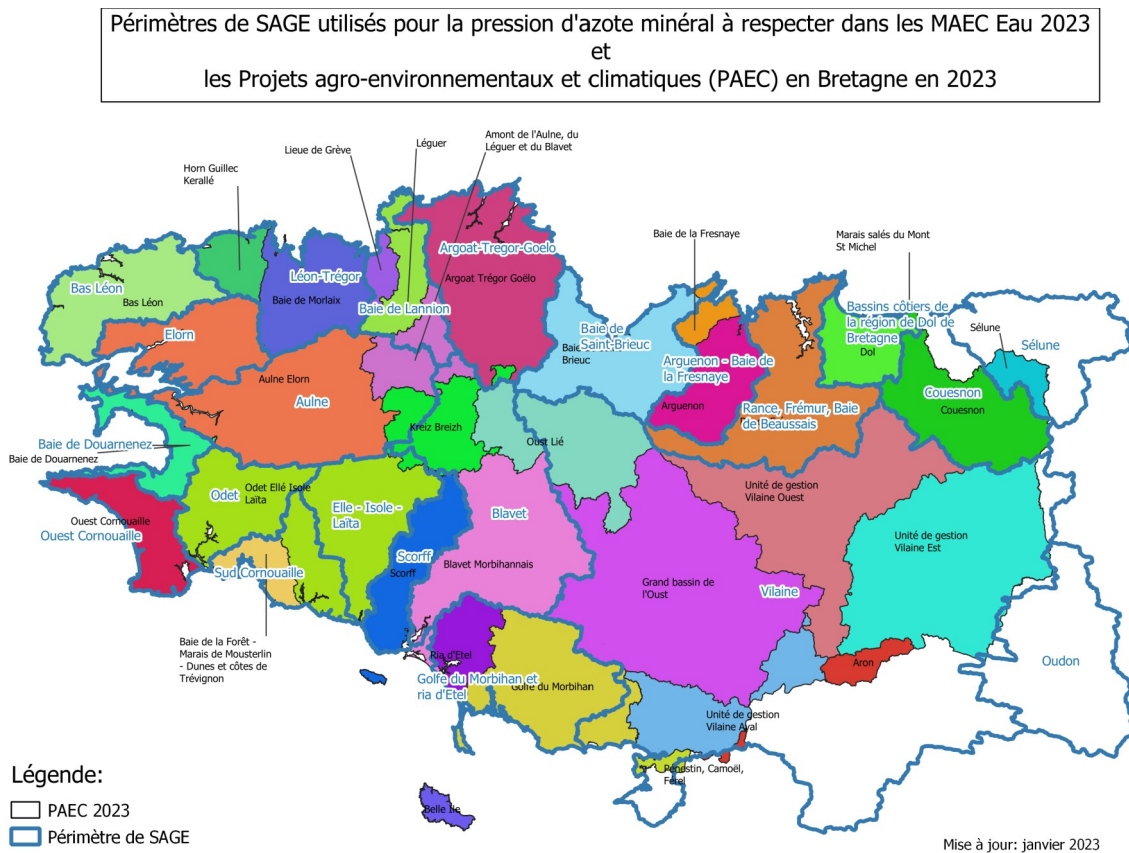 Périmètres de SAGE utilisés pour la pression d'azote minéral à respecter dans les MAEC Eau 2023
et
les Projets agro-environnementaux et climatiques (PAEC) en Bretagne en 2023
Amont de l'Aulne, du
Léguer et du Blavet
Léguer
Lieue de Grève
Horn Guillec
Kerallé
Baie de la Fresnaye
Marais salés du Mont
St Michel
Argoat-Tregor-Goelo
Argoat Trégor Goëlo
Léon-Trégor
Baie de Morlaix
Bas Léon
Bas Léon
Baie de Lannion
Bassins côtiers de
la région de Dol de
Bretagne
Dol
Sélune
Sélune
Elorn
Baie de
Saint-Brieuc
Baie
Brieuc
Arguenon - Baie de
la Fresnaye
Arguenon
Aulne Elorn
Aulne
Couesnon
Couesnon
Rance, Frémur, Baie
de Beaussais
Kreiz Breizh
Oust Lié
Baie de Douarnenez
Baie de Douarnenez
Odet Ellé Isole
Laïta
Odet
Elle - Isole -
Laïta
Unité de gestion
Vilaine Ouest
Blavet
Ouest Cornouaille
Ouest Cornouaille
Unité de gestion
Vilaine Est
Scorff
Scorff
Blavet Morbihannais
Sud Cornouaille
Grand bassin de
l'Oust
Vilaine
Baie de la Forêt -
Marais de Mousterlin
- Dunes et côtes de
Trévignon
Ria d'Etel
Golfe du Morbihan et
ria d'Etel
Golfe du Morbihan
Aron
Oudon
Unité de gestion
Vilaine Aval
Pénestin, Camoël,
Férel
Belle Ile
Légende:
PAEC 2023
Périmètre de SAGE
Mise à jour: janvier 2023